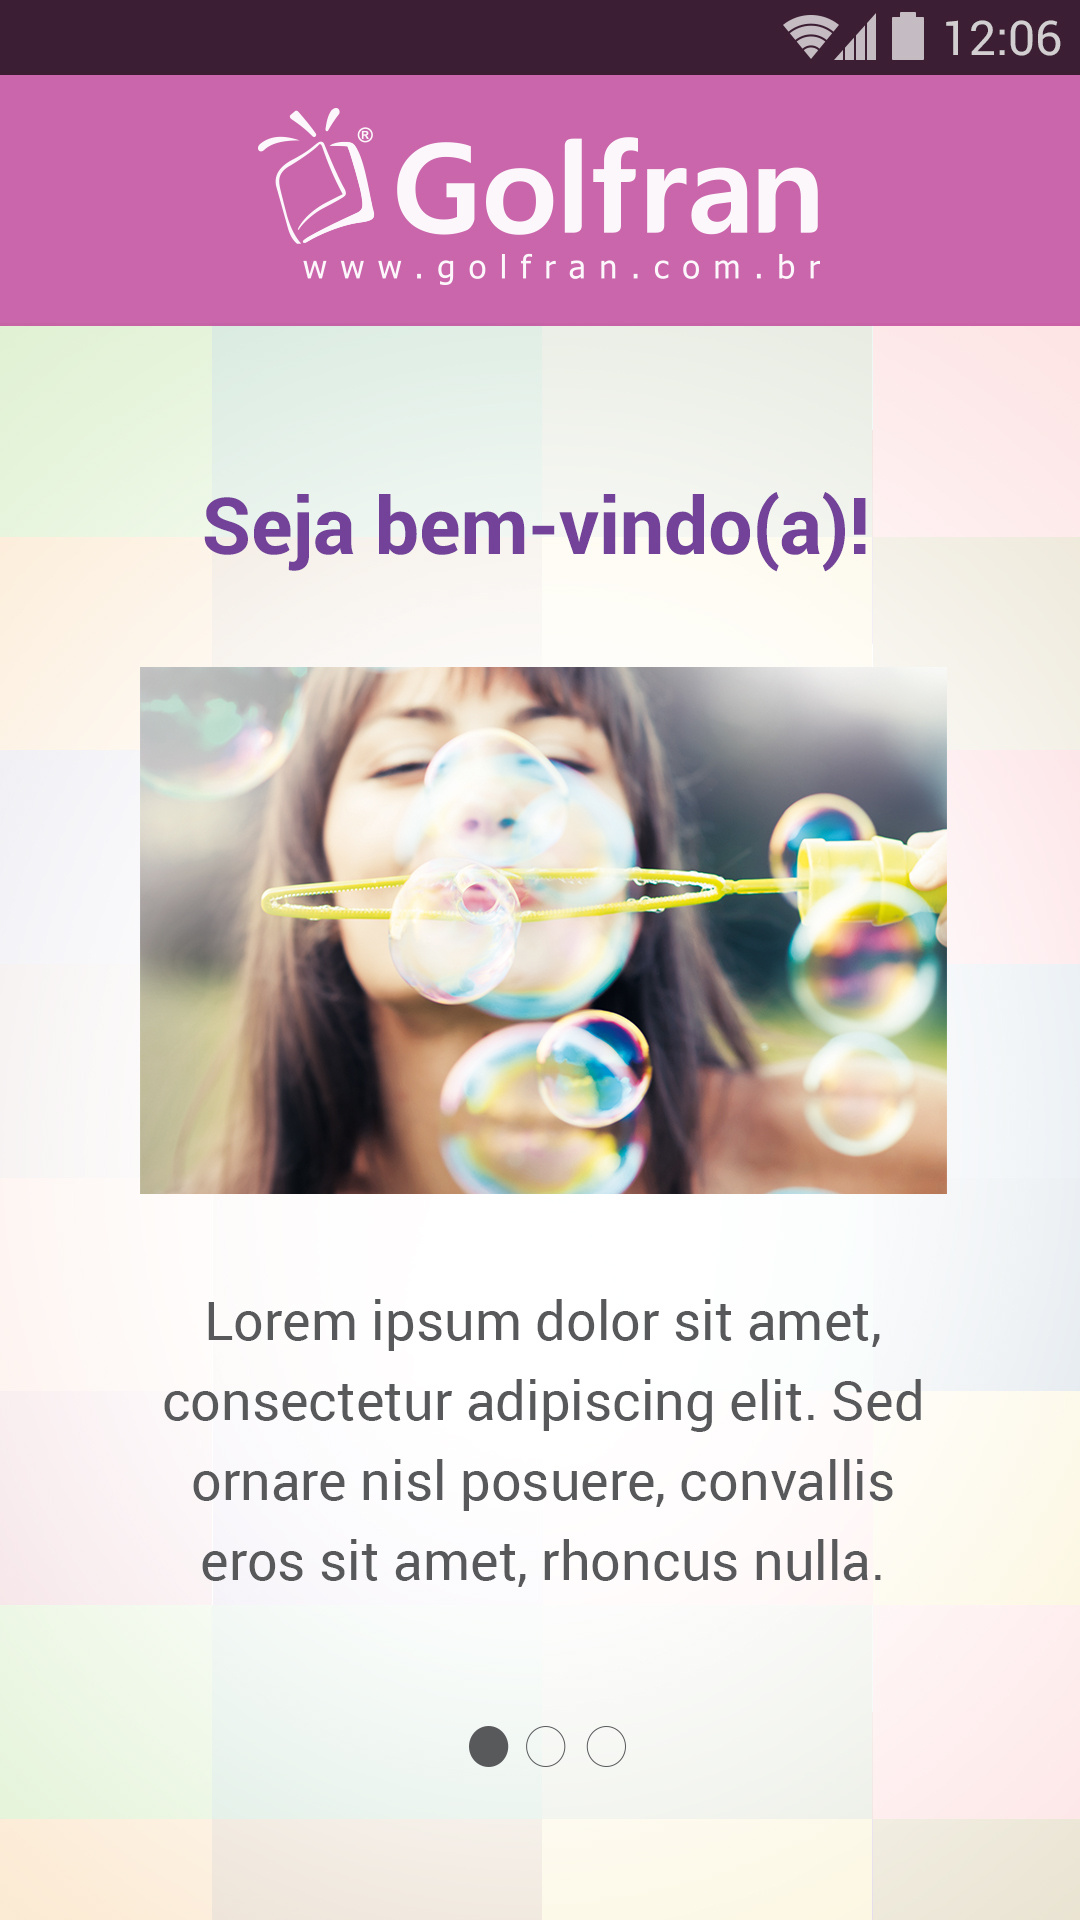 12:06
® Golfran
www.golfran.com.br
Seja bem-vindo(a)!
Lorem ipsum dolor sit amet,
consectetur adipiscing elit. Sed
ornare nisl posuere, convallis
eros sit amet, rhoncus nulla.